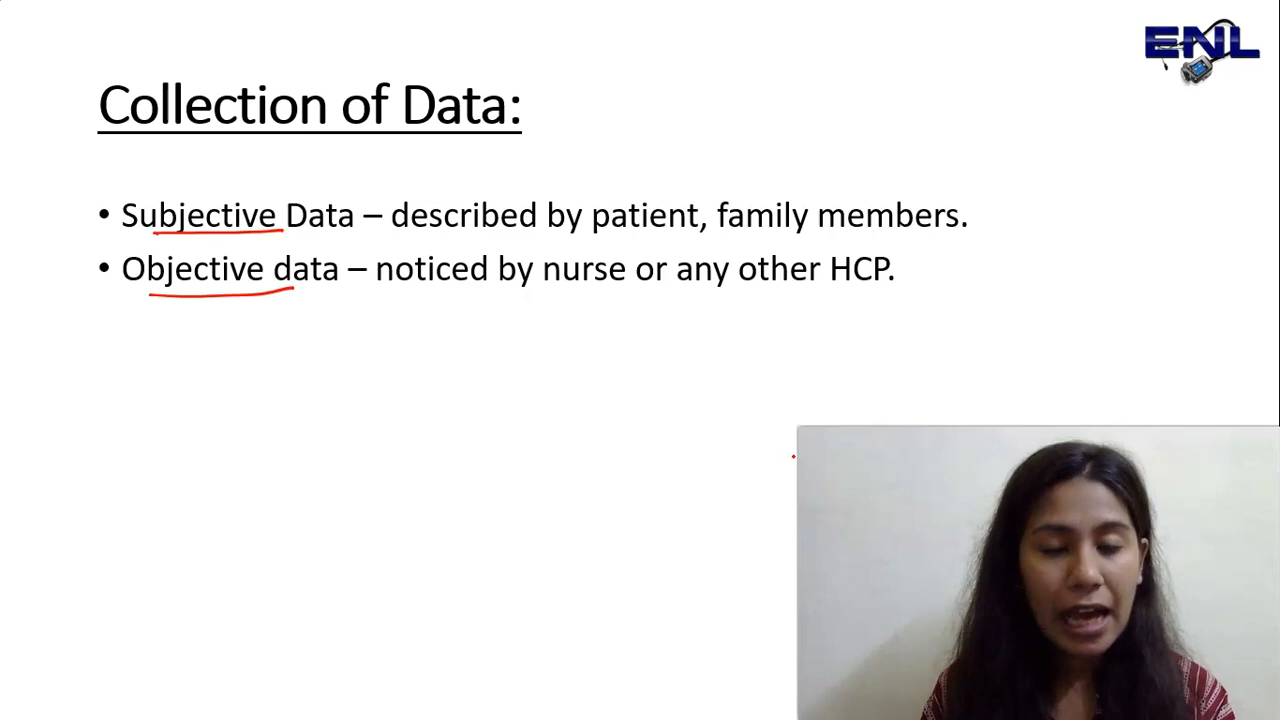 ENL
Collection of Data:
• Subjective Data – described by patient, family members.
• Objective data – noticed by nurse or any other HCP.